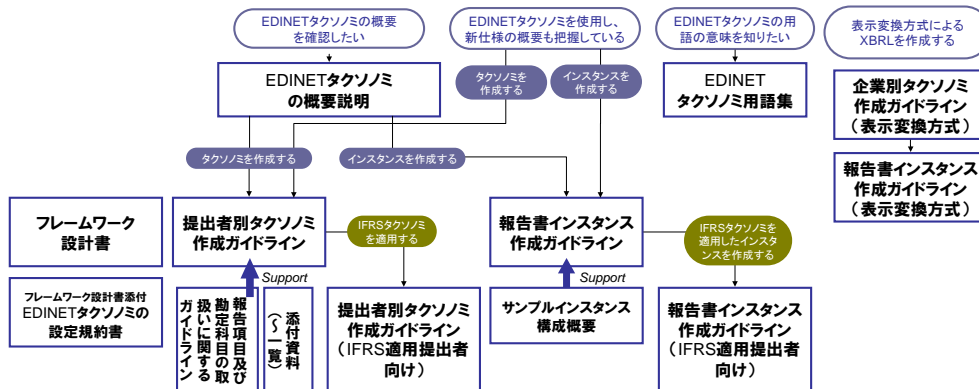 EDINETタクソノミの概要
を確認したい
EDINETタクソノミを使用し、
新仕様の概要も把握している
EDINETタクソノミの用
語の意味を知りたい
表示変換方式による
XBRLを作成する
EDINETタクソノミ
の概要説明
タクソノミを
作成する
インスタンスを
作成する
EDINET
タクソノミ用語集
企業別タクソノミ
作成ガイドライン
（表示変換方式）
タクソノミを作成する
インスタンスを作成する
報告書インスタンス
作成ガイドライン
（表示変換方式）
フレームワーク
設計書
提出者別タクソノミ
作成ガイドライン
IFRSタクソノミ
を適用する
報告書インスタンス
作成ガイドライン
IFRSタクソノミを
適用したインスタ
ンスを作成する
Support
Support
フレームワーク設計書添付
EDINETタクソノミの
設定規約書
報告項目及び
勘定科目の取
扱いに関する
ガイドライン
添付資料
（～一覧）
提出者別タクソノミ
作成ガイドライン
（IFRS適用提出者
向け）
サンプルインスタンス
構成概要
報告書インスタンス
作成ガイドライン
（IFRS適用提出者
向け）